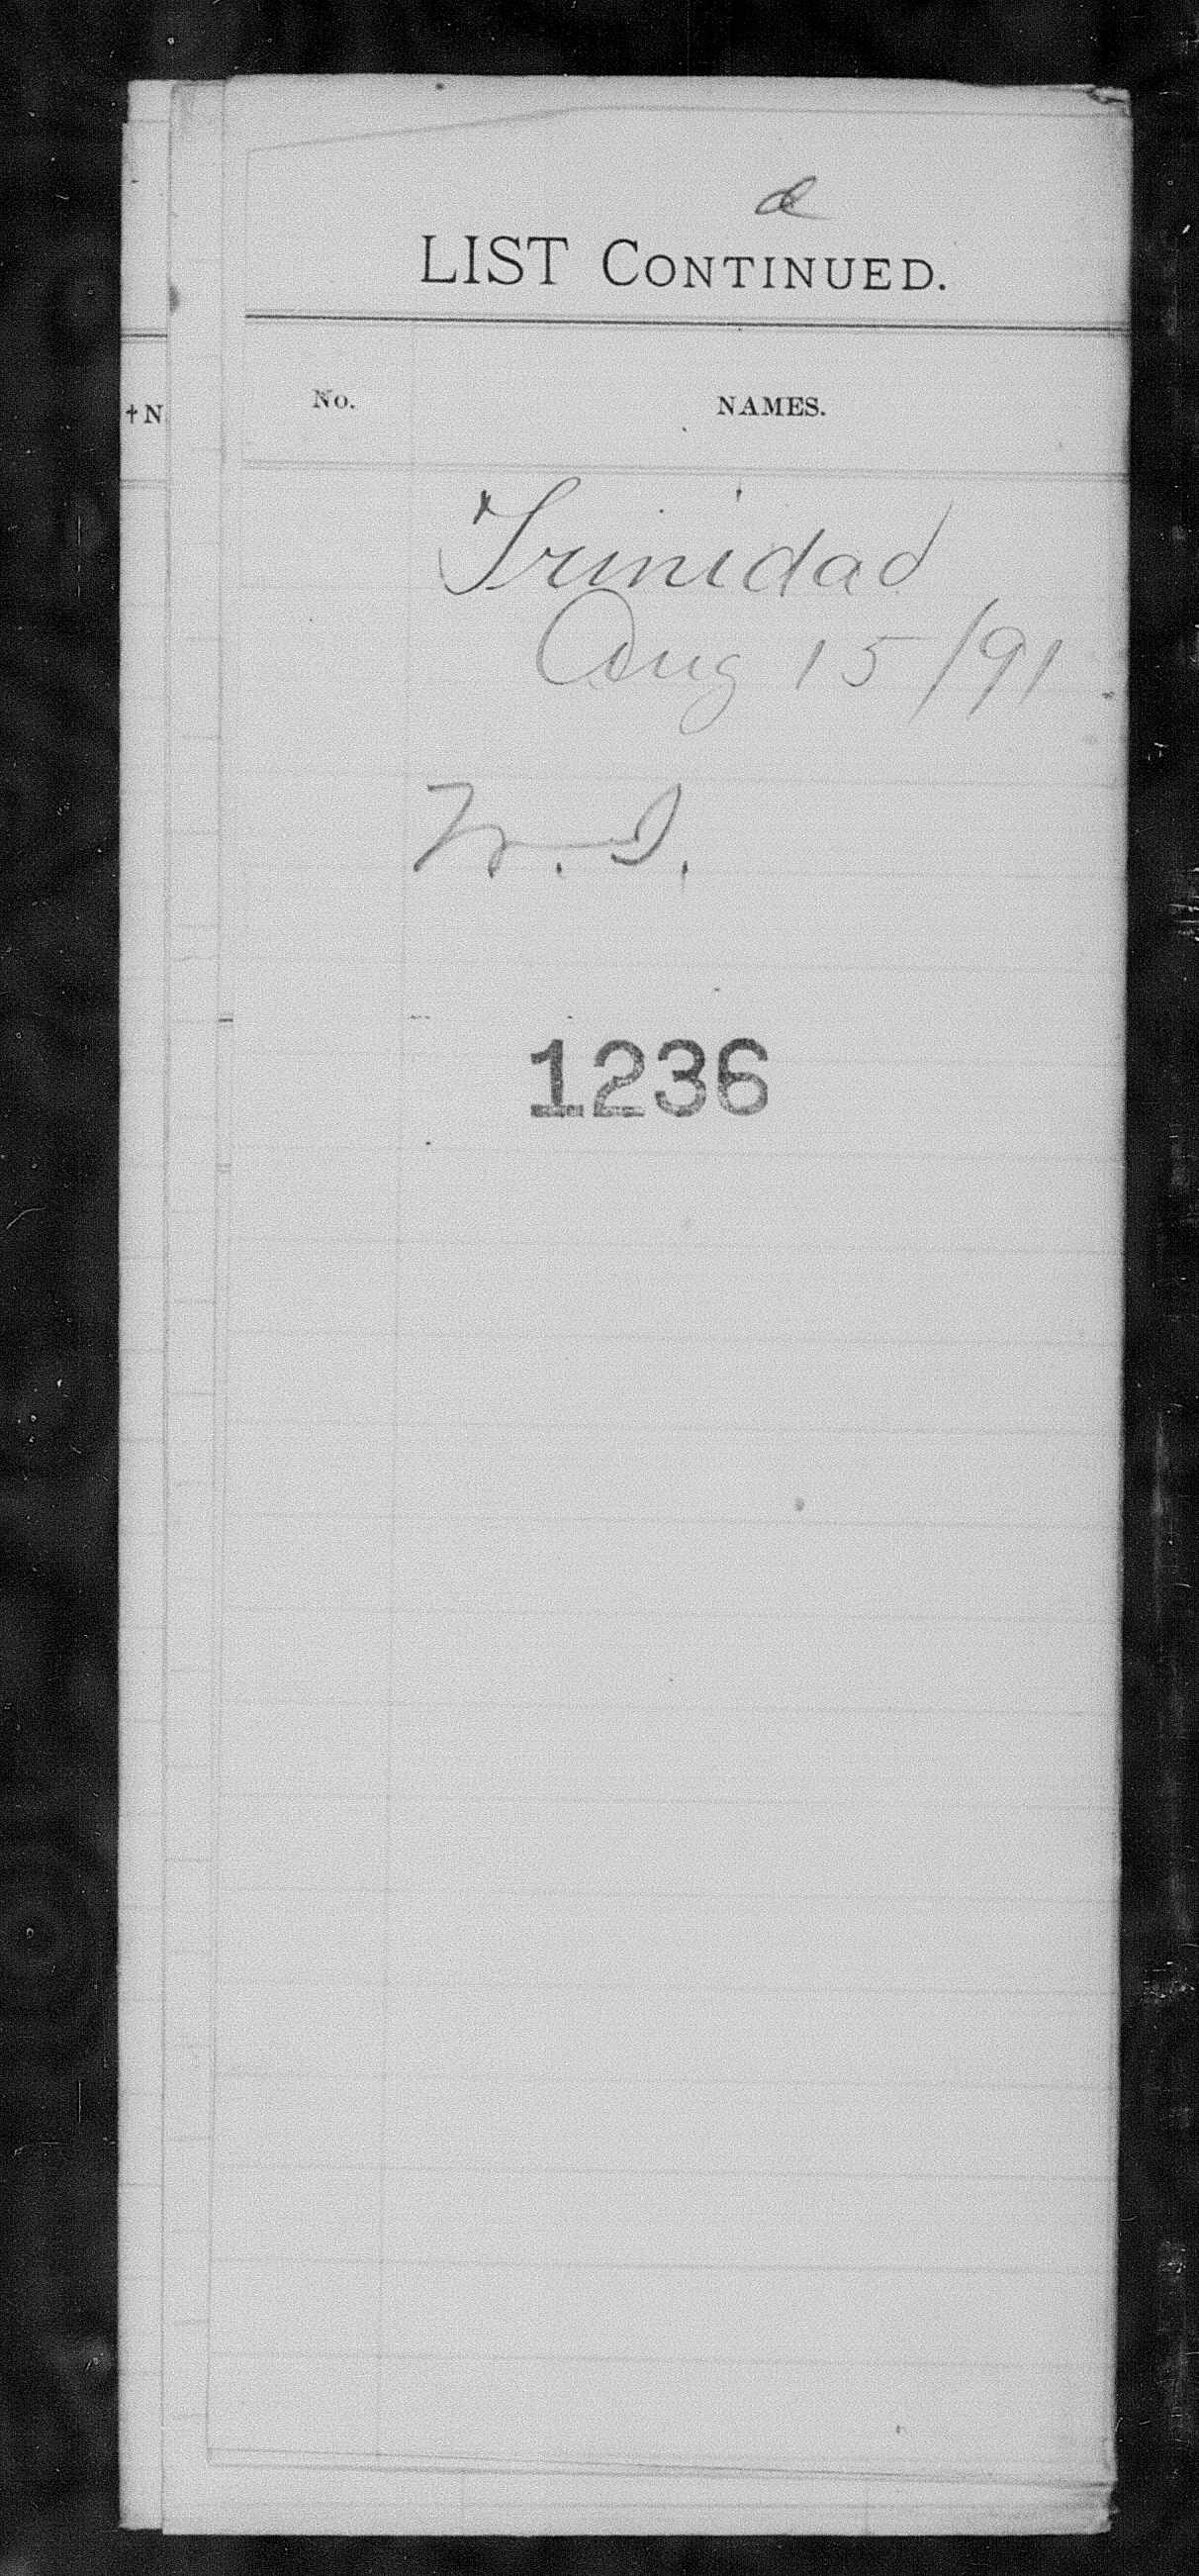 LIST CONTINUED.
†N
No. NAMES.
Trinidad
Aug 15/91
W. I.
1236